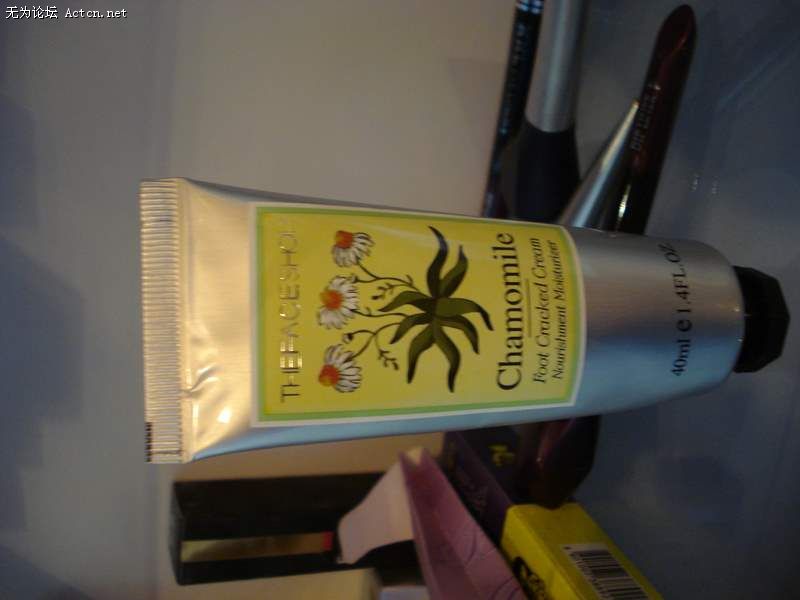 无为论坛 Actcn.net
THEFACESHOP
Chamomile
Foot Cracked Cream
Nourishment Moisturizer
40ml e 1.4FL.OZ